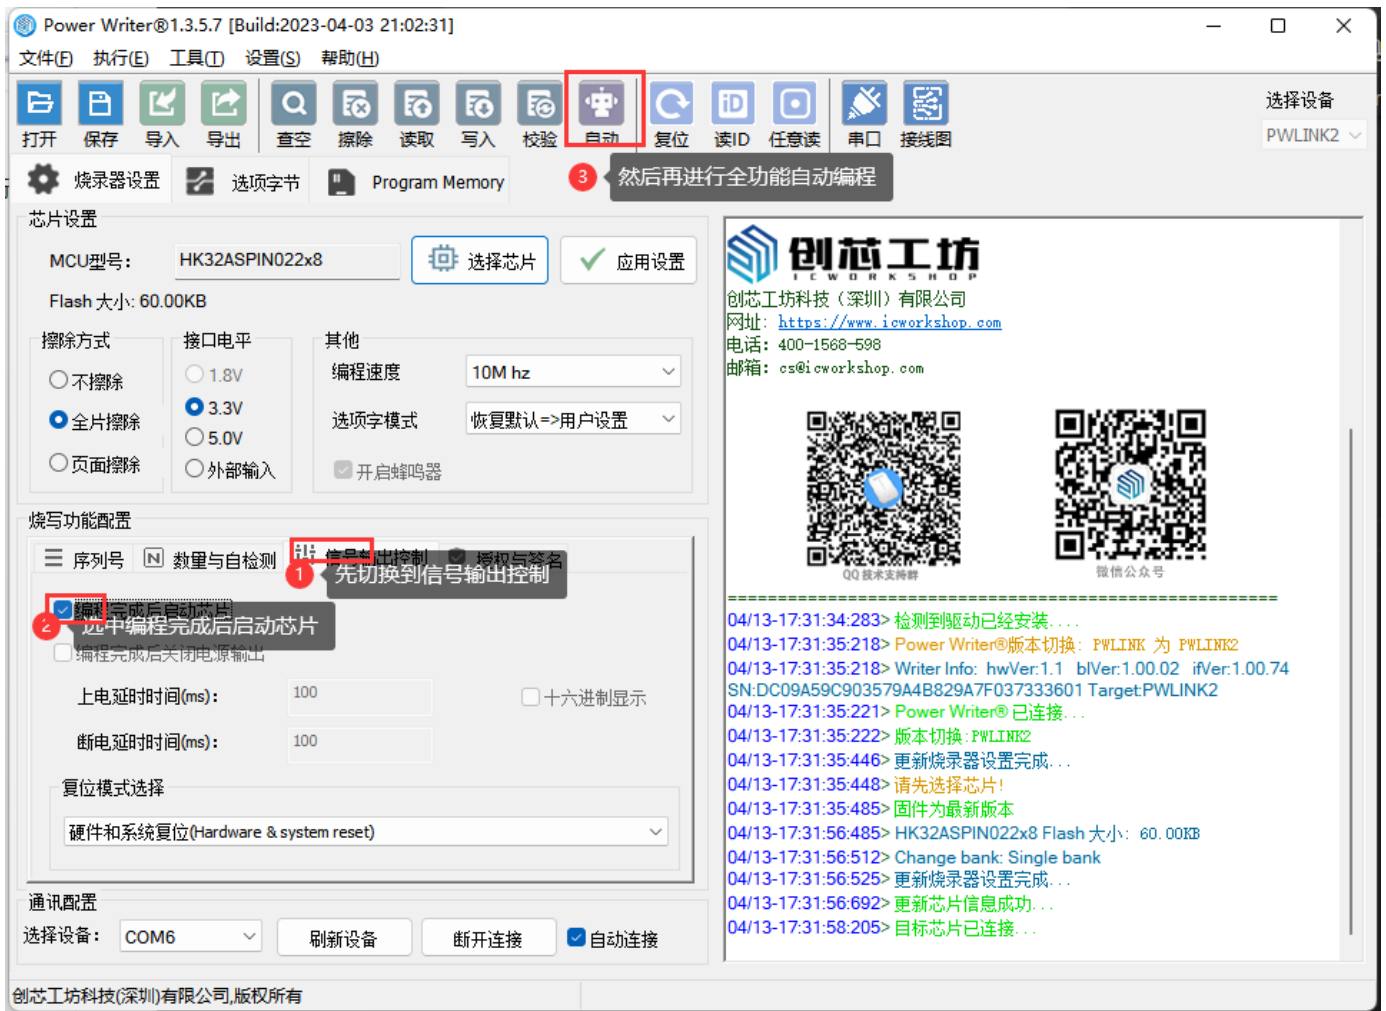 Power Writer®1.3.5.7 [Build:2023-04-03 21:02:31]
文件(F) 执行(E) 工具(T) 设置(S) 帮助(H)
打开 保存 导入 导出 查空 擦除 读取 写入 校验 自动 复位 读ID 任意读 串口 接线图
选择设备
PWLINK2
烧录器设置 选项字节 Program Memory
3 然后再进行全功能自动编程
芯片设置
MCU型号: HK32ASPIN022x8 选择芯片 应用设置
Flash 大小: 60.00KB
擦除方式
不擦除
全片擦除
页面擦除
接口电平
1.8V
3.3V
5.0V
外部输入
其他
编程速度 10M hz
选项字模式 恢复默认=>用户设置
开启蜂鸣器
烧写功能配置
序列号 数量与自检测 信号输出控制 授权与签名
1 先切换到信号输出控制
编程完成后启动芯片
2 选中编程完成后启动芯片
编程完成后关闭电源输出
上电延时时间(ms): 100 十六进制显示
断电延时时间(ms): 100
复位模式选择
硬件和系统复位(Hardware & system reset)
通讯配置
选择设备: COM6 刷新设备 断开连接 自动连接
创芯工坊科技(深圳)有限公司,版权所有
创芯工坊
ICWORKSHOP
创芯工坊科技（深圳）有限公司
网址: https://www.icworkshop.com
电话: 400-1568-598
邮箱: cs@icworkshop.com
QQ技术支持群 微信公众号
==========================================================
04/13-17:31:34:283> 检测到驱动已经安装....
04/13-17:31:35:218> Power Writer®版本切换: PWLINK 为 PWLINK2
04/13-17:31:35:218> Writer Info: hwVer:1.1 blVer:1.00.02 ifVer:1.00.74
SN:DC09A59C903579A4B829A7F037333601 Target:PWLINK2
04/13-17:31:35:221> Power Writer® 已连接...
04/13-17:31:35:222> 版本切换:PWLINK2
04/13-17:31:35:446> 更新烧录器设置完成...
04/13-17:31:35:448> 请先选择芯片!
04/13-17:31:35:485> 固件为最新版本
04/13-17:31:56:485> HK32ASPIN022x8 Flash 大小: 60.00KB
04/13-17:31:56:512> Change bank: Single bank
04/13-17:31:56:525> 更新烧录器设置完成...
04/13-17:31:56:692> 更新芯片信息成功...
04/13-17:31:58:205> 目标芯片已连接...